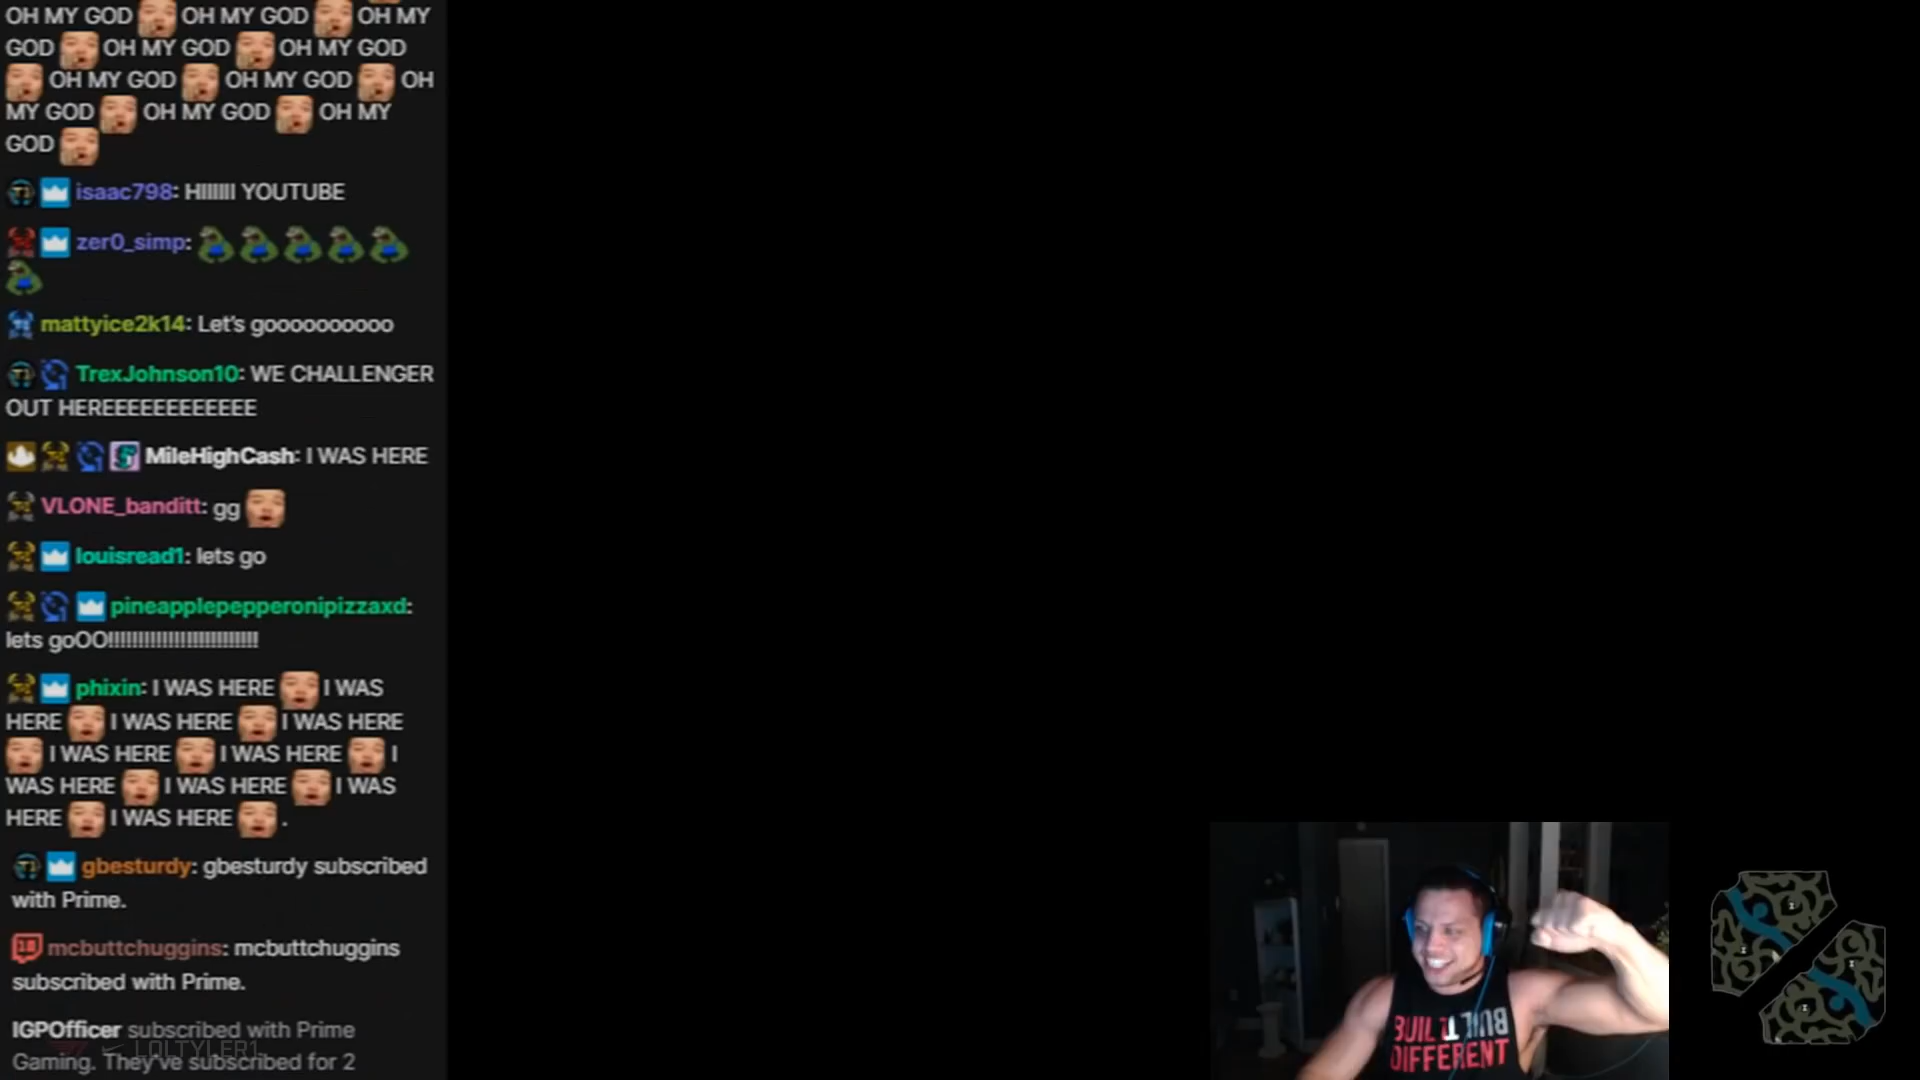 OH MY GOD OH MY GOD OH MY
GOD OH MY GOD OH MY GOD
OH MY GOD OH MY GOD OH
MY GOD OH MY GOD OH MY
GOD
isaac798: HIIIIII YOUTUBE
zer0_simp:
mattyice2k14: Let's goooooooooo
TrexJohnson10: WE CHALLENGER
OUT HEREEEEEEEEEEEE
MileHighCash: I WAS HERE
VLONE_banditt: gg
louisread1: lets go
pineapplepepperonipizzaxd:
lets goOO!!!!!!!!!!!!!!!!!!!!!!!!!
phixin: I WAS HERE I WAS
HERE I WAS HERE I WAS HERE
I WAS HERE I WAS HERE I
WAS HERE I WAS HERE I WAS
HERE I WAS HERE .
gbesturdy: gbesturdy subscribed
with Prime.
mcbuttchuggins: mcbuttchuggins
subscribed with Prime.
IGPOfficer subscribed with Prime
Gaming. They've subscribed for 2
LOLTYLER1
BUILT
DIFFERENT